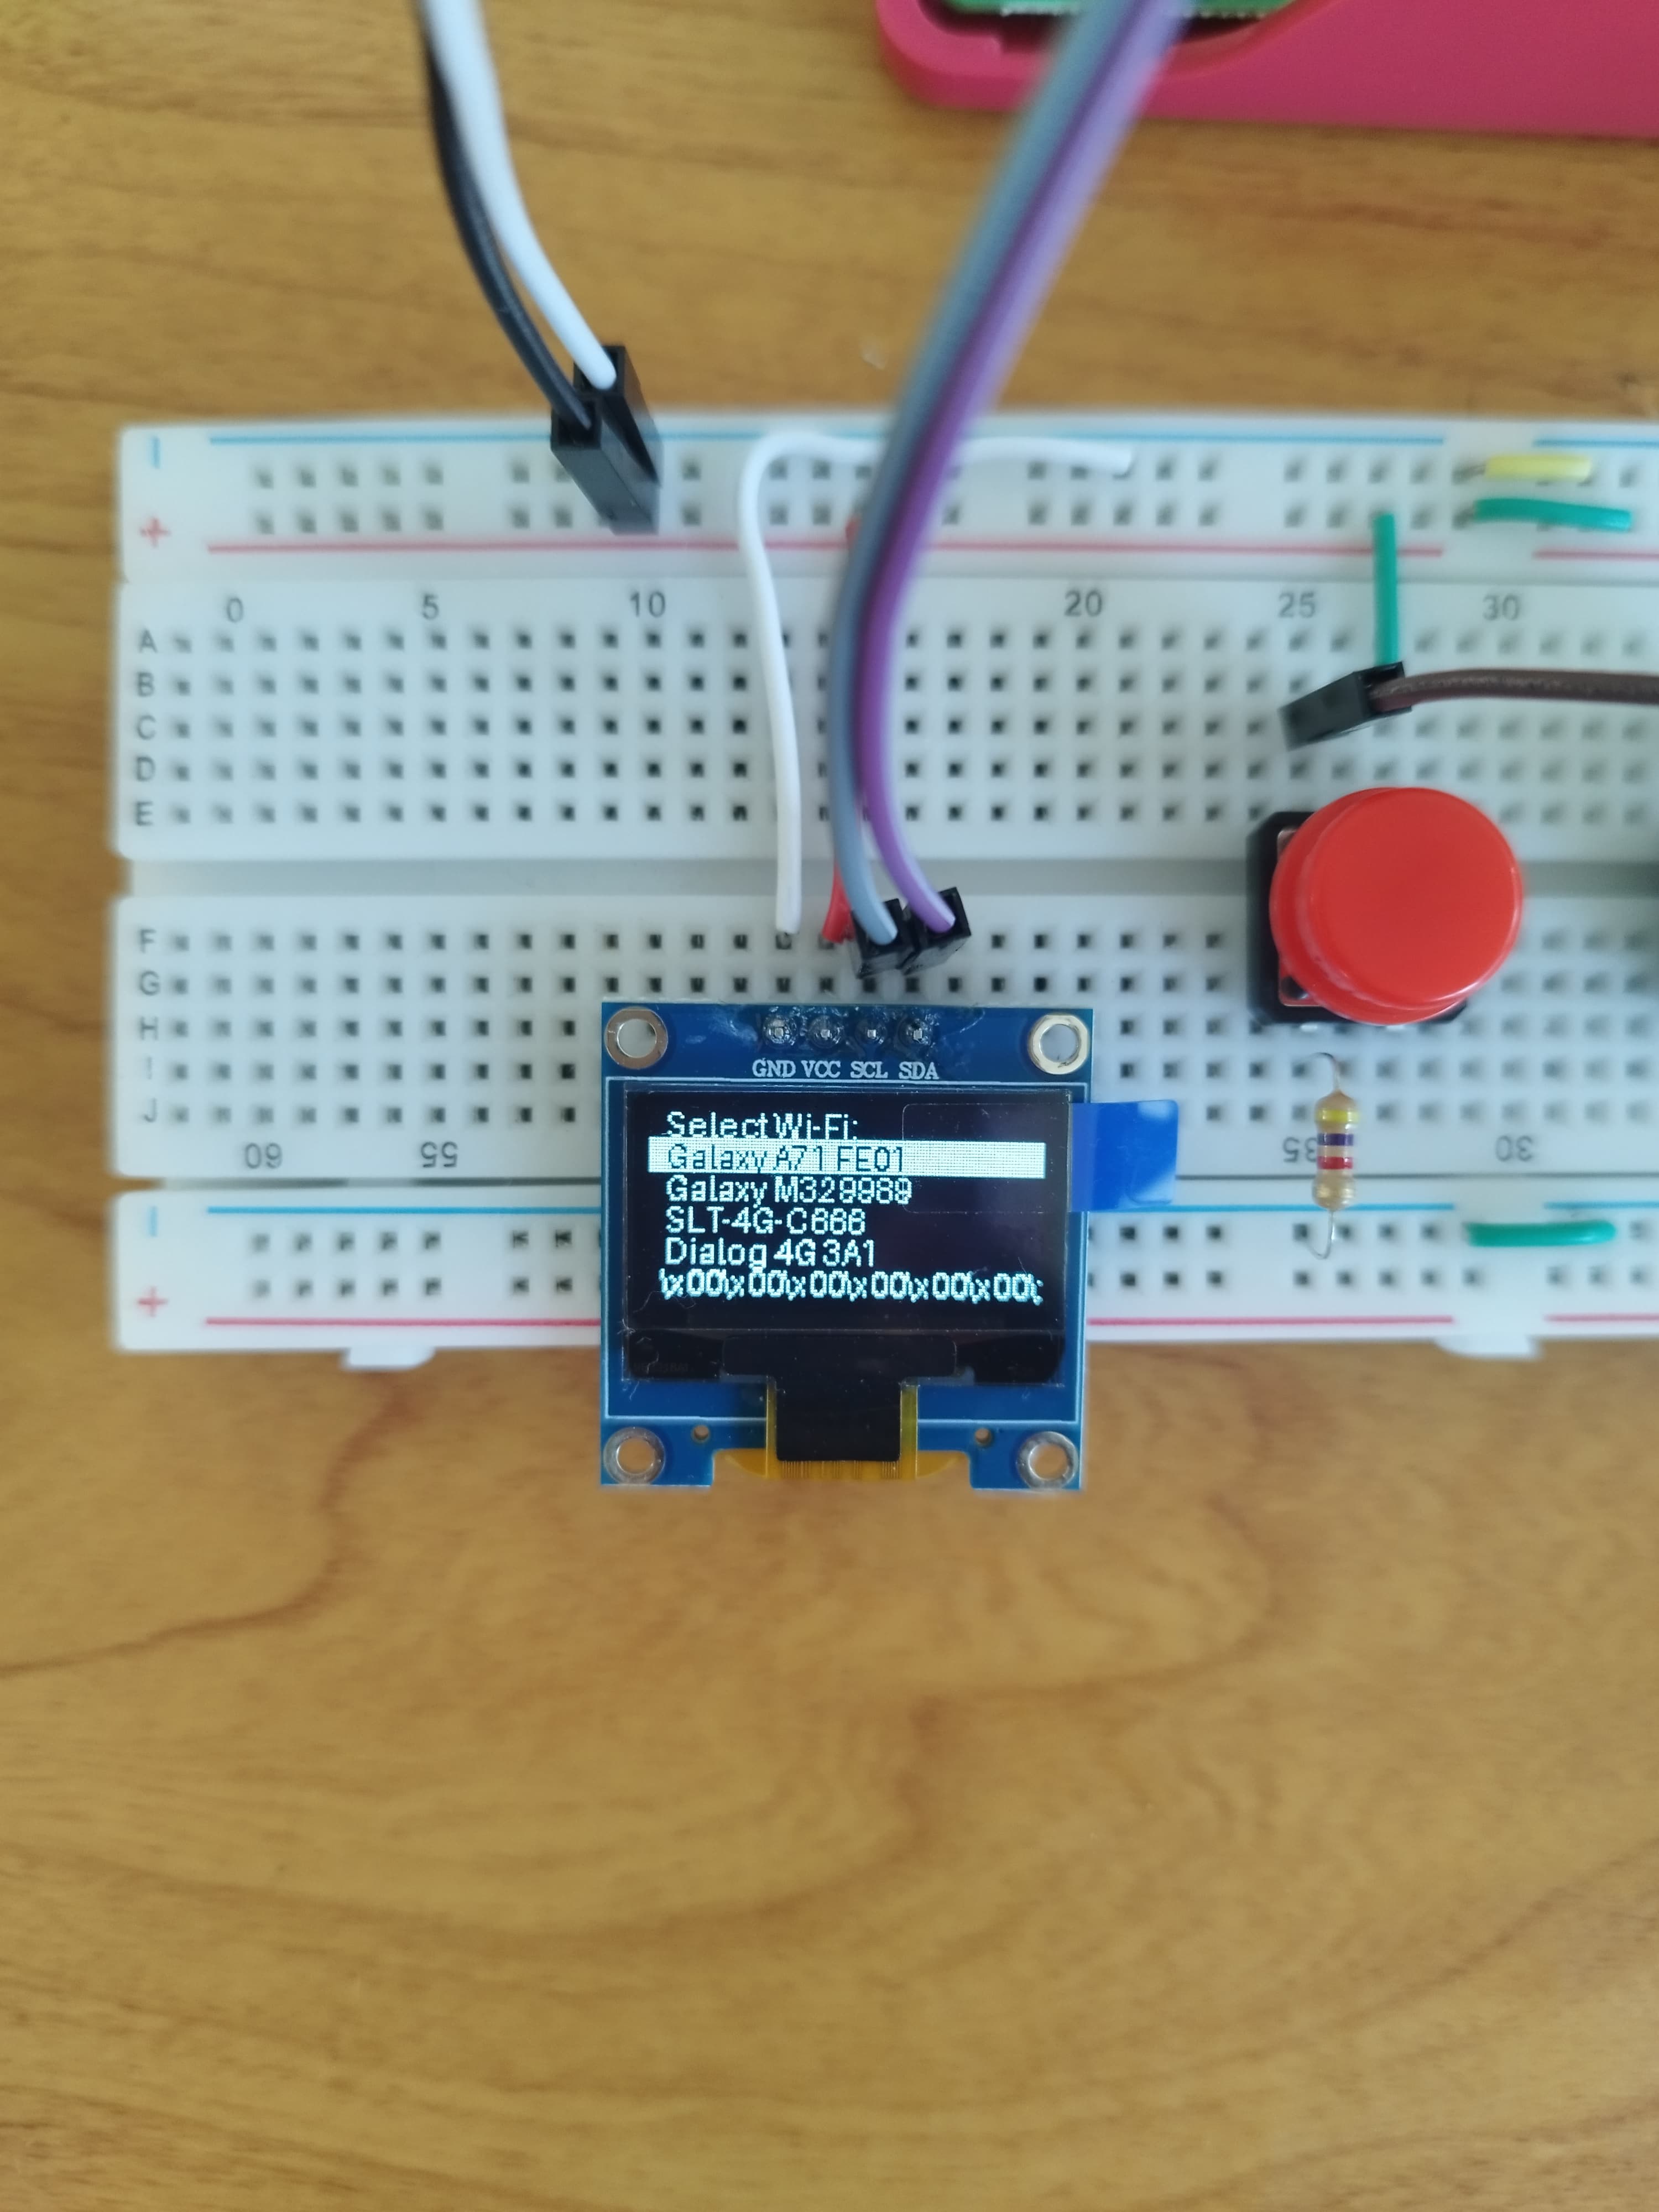 0 5 10 20 25 30
A
B
C
D
E
F
G
H
I
J
GND VCC SCL SDA
Select Wi-Fi:
Galaxy A71 FE01
Galaxy M329989
SLT-4G-C666
Dialog 4G 3A1
\x00\x00\x00\x00\x00\x00\
60 55 35 30